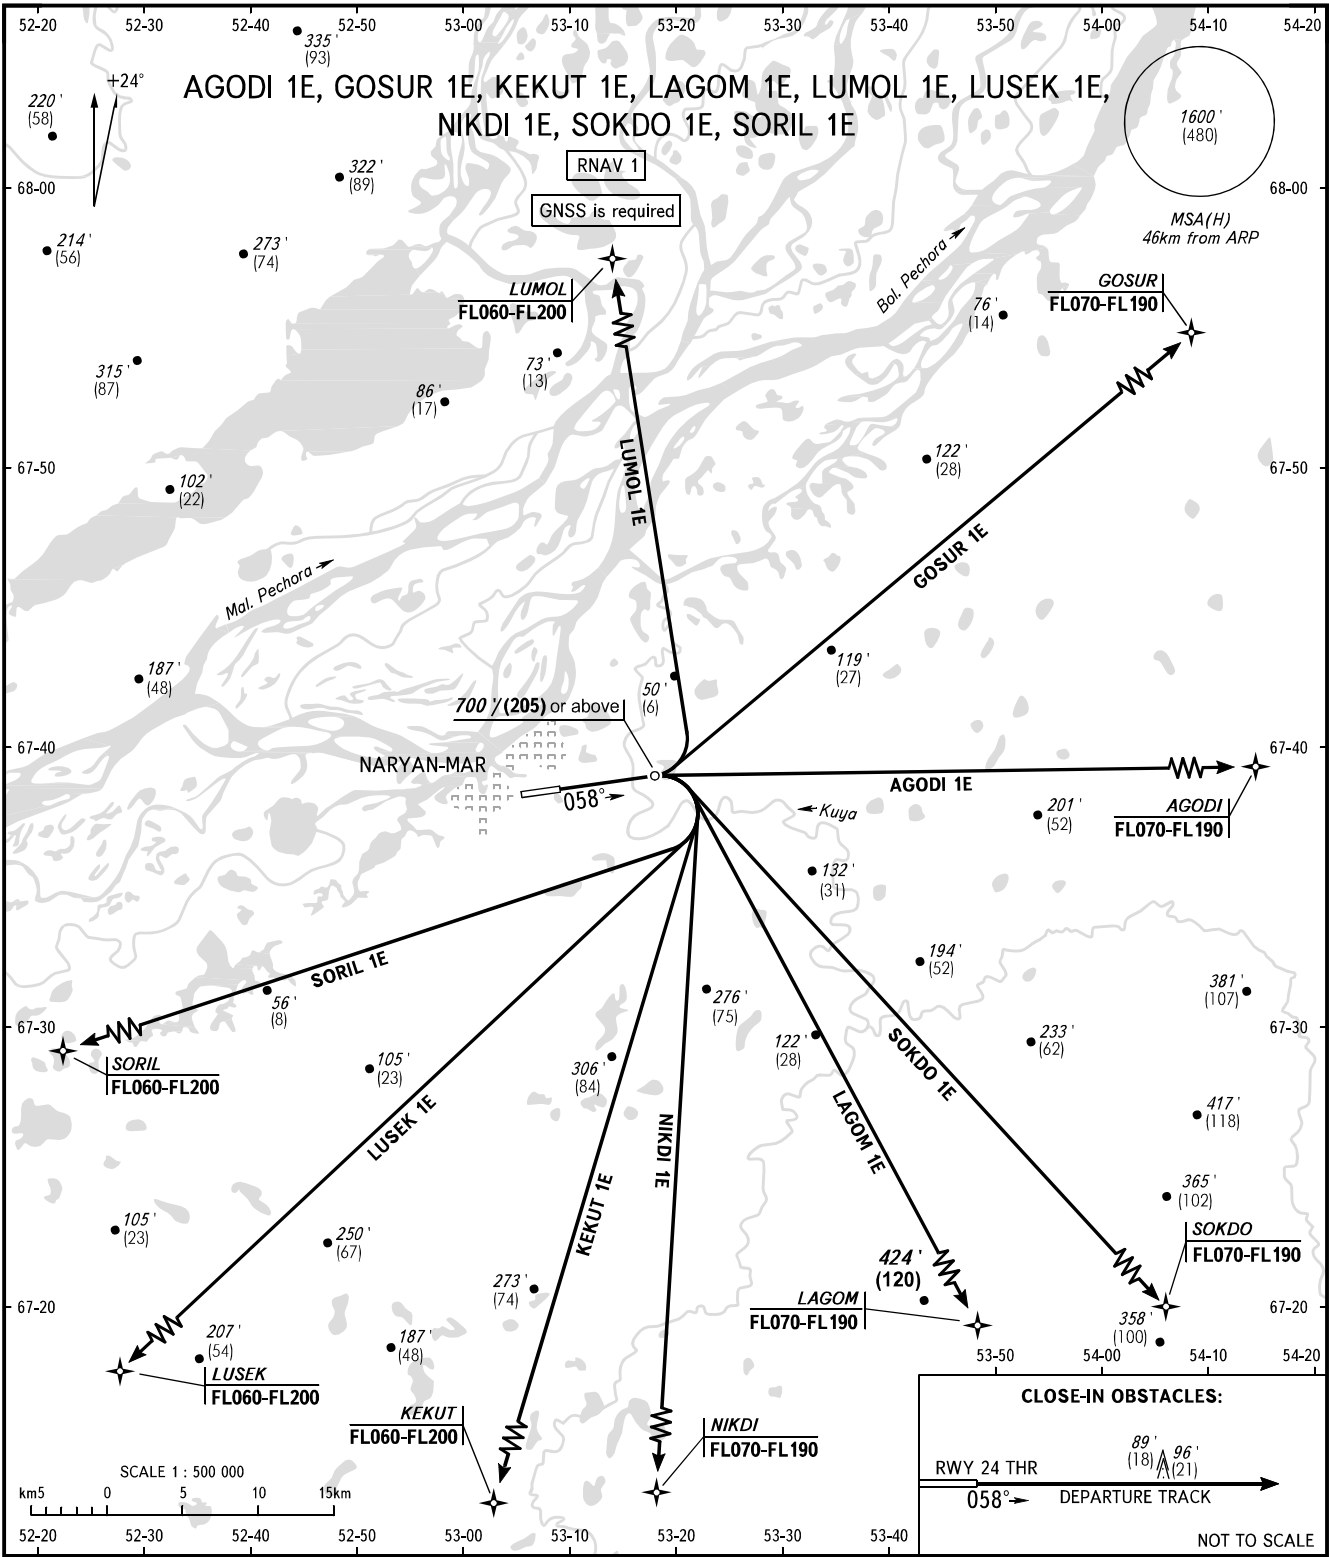 52-20 52-30 52-40 52-50 53-00 53-10 53-20 53-30 53-40 53-50 54-00 54-10 54-20
335'
(93)
+24°
AGODI 1E, GOSUR 1E, KEKUT 1E, LAGOM 1E, LUMOL 1E, LUSEK 1E,
NIKDI 1E, SOKDO 1E, SORIL 1E
220'
(58)
1600'
(480)
RNAV 1
322'
(89)
68-00 68-00
GNSS is required
MSA(H)
46km from ARP
214'
(56)
273'
(74)
Bol. Pechora
LUMOL
FL060-FL200
GOSUR
FL070-FL190
76'
(14)
315'
(87)
73'
(13)
86'
(17)
LUMOL 1E
122'
(28)
67-50 67-50
102'
(22)
GOSUR 1E
Mal. Pechora
187'
(48)
50'
(6)
119'
(27)
700'/(205) or above
67-40 67-40
NARYAN-MAR
058°
AGODI 1E
Kuya
AGODI
FL070-FL190
201'
(52)
132'
(31)
194'
(52)
SORIL 1E
56'
(8)
276'
(75)
381'
(107)
67-30 67-30
SORIL
FL060-FL200
105'
(23)
306'
(84)
122'
(28)
233'
(62)
SOKDO 1E
LUSEK 1E
NIKDI 1E
LAGOM 1E
417'
(118)
KEKUT 1E
365'
(102)
105'
(23)
250'
(67)
SOKDO
FL070-FL190
424'
(120)
273'
(74)
LAGOM
FL070-FL190
67-20 67-20
358'
(100)
207'
(54)
187'
(48)
53-50 54-00 54-10 54-20
LUSEK
FL060-FL200
KEKUT
FL060-FL200
NIKDI
FL070-FL190
CLOSE-IN OBSTACLES:
89'
(18)
96'
(21)
RWY 24 THR
058°
DEPARTURE TRACK
NOT TO SCALE
SCALE 1 : 500 000
km5 0 5 10 15km
52-20 52-30 52-40 52-50 53-00 53-10 53-20 53-30 53-40